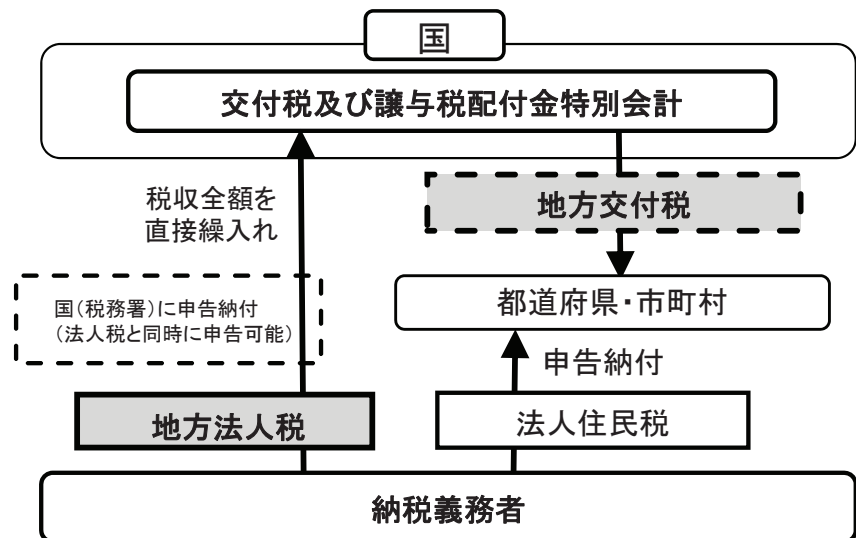 国
交付税及び譲与税配付金特別会計
税収全額を
直接繰入れ
地方交付税
国(税務署)に申告納付
(法人税と同時に申告可能)
都道府県・市町村
申告納付
地方法人税
法人住民税
納税義務者